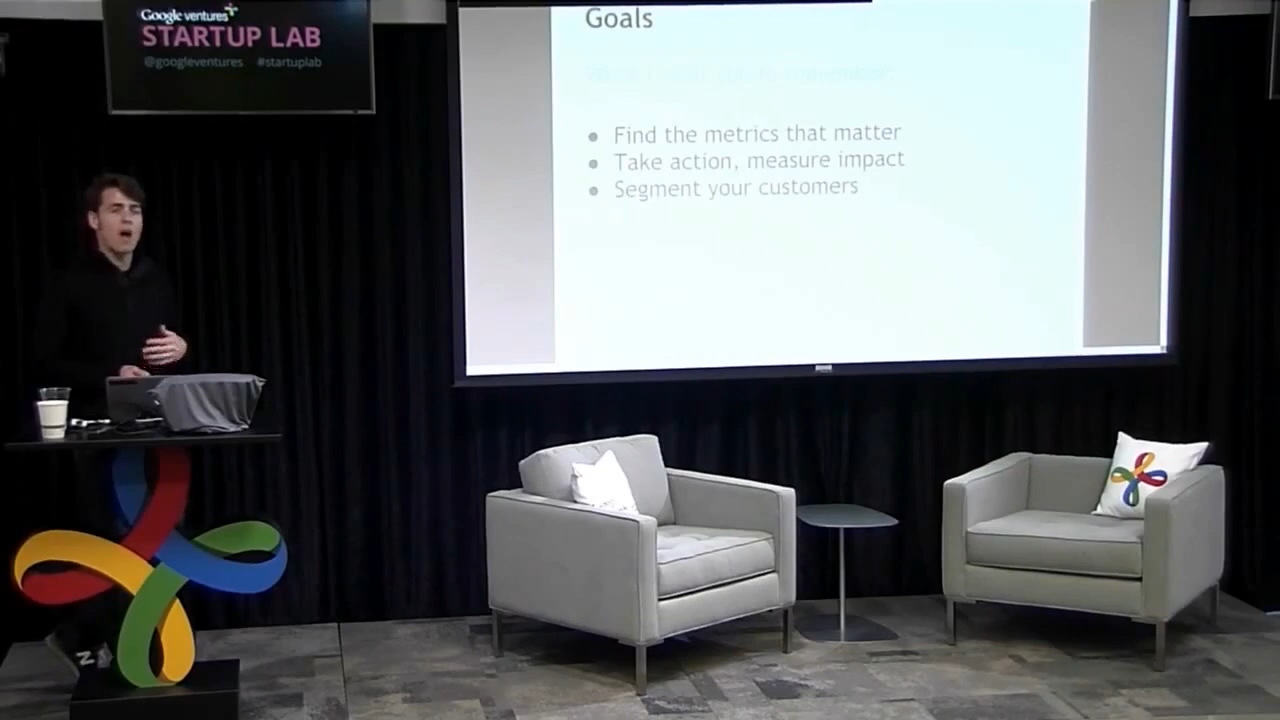 Google ventures
STARTUP LAB
@googleventures #startuplab
Goals
● Find the metrics that matter
● Take action, measure impact
● Segment your customers